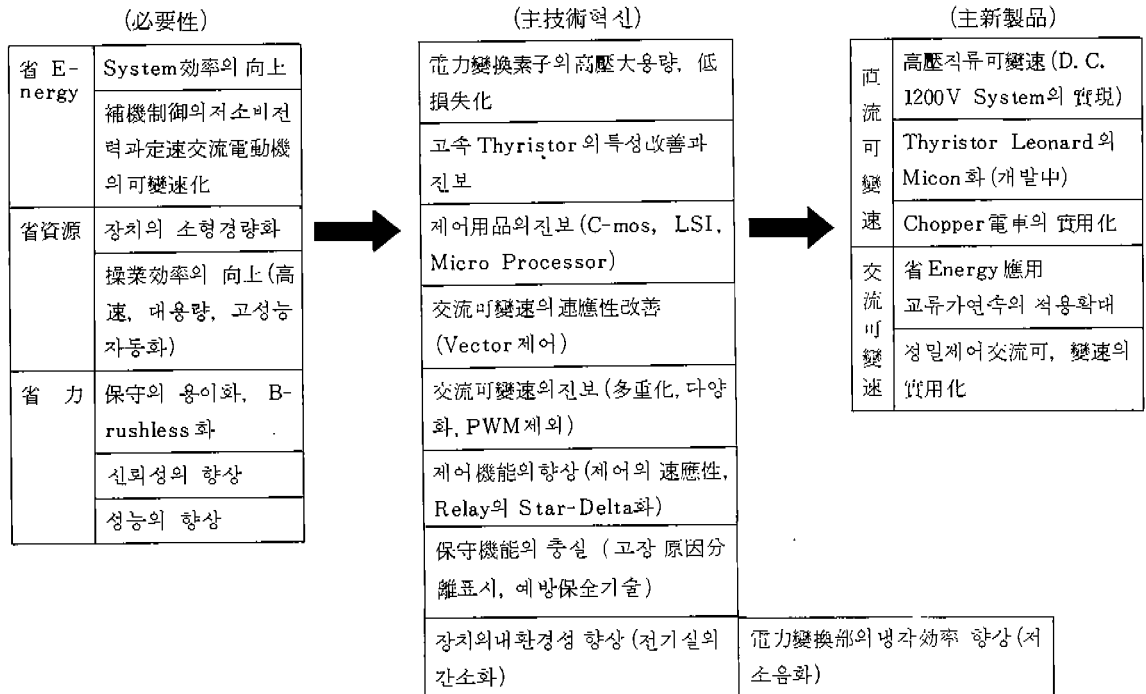 (必要性)
省 E-
nergy
System効率의 向上
補機制御의저소비전
력과定速交流電動機
의可變速化
省資源
장치의 소형경량화
操業効率의 向上(高
速, 대용량, 고성능
자동화)
省 力
保守의 용이화, B-
rushless화
신뢰성의 향상
성능의 향상
(主技術혁신)
電力變換素子의高壓大용량, 低
損失化
고속 Thyristor의특성改善과
진보
제어用品의진보(C-mos, LSI,
Micro Processor)
交流可變速의速應性改善
(Vector제어)
交流可變速의진보(多重化, 다양
화, PWM제외)
제어機能의향상(제어의 速應性,
Relay의 Star-Delta화)
保守機能의 충실 (고장 原因分
離표시, 예방保全기술)
장치의내환경성 향상(전기실의
간소화)
電力變換部의냉각効率 향상(저
소음화)
(主新製品)
直流可變速
高壓직류可變速(D. C.
1200V System의 實現)
Thyristor Leonard의
Micon화(개발中)
Chopper電車의 實用化
交流可變速
省Energy應用
교류가연속의 적용확대
정밀제어交流可, 變速의
實用化